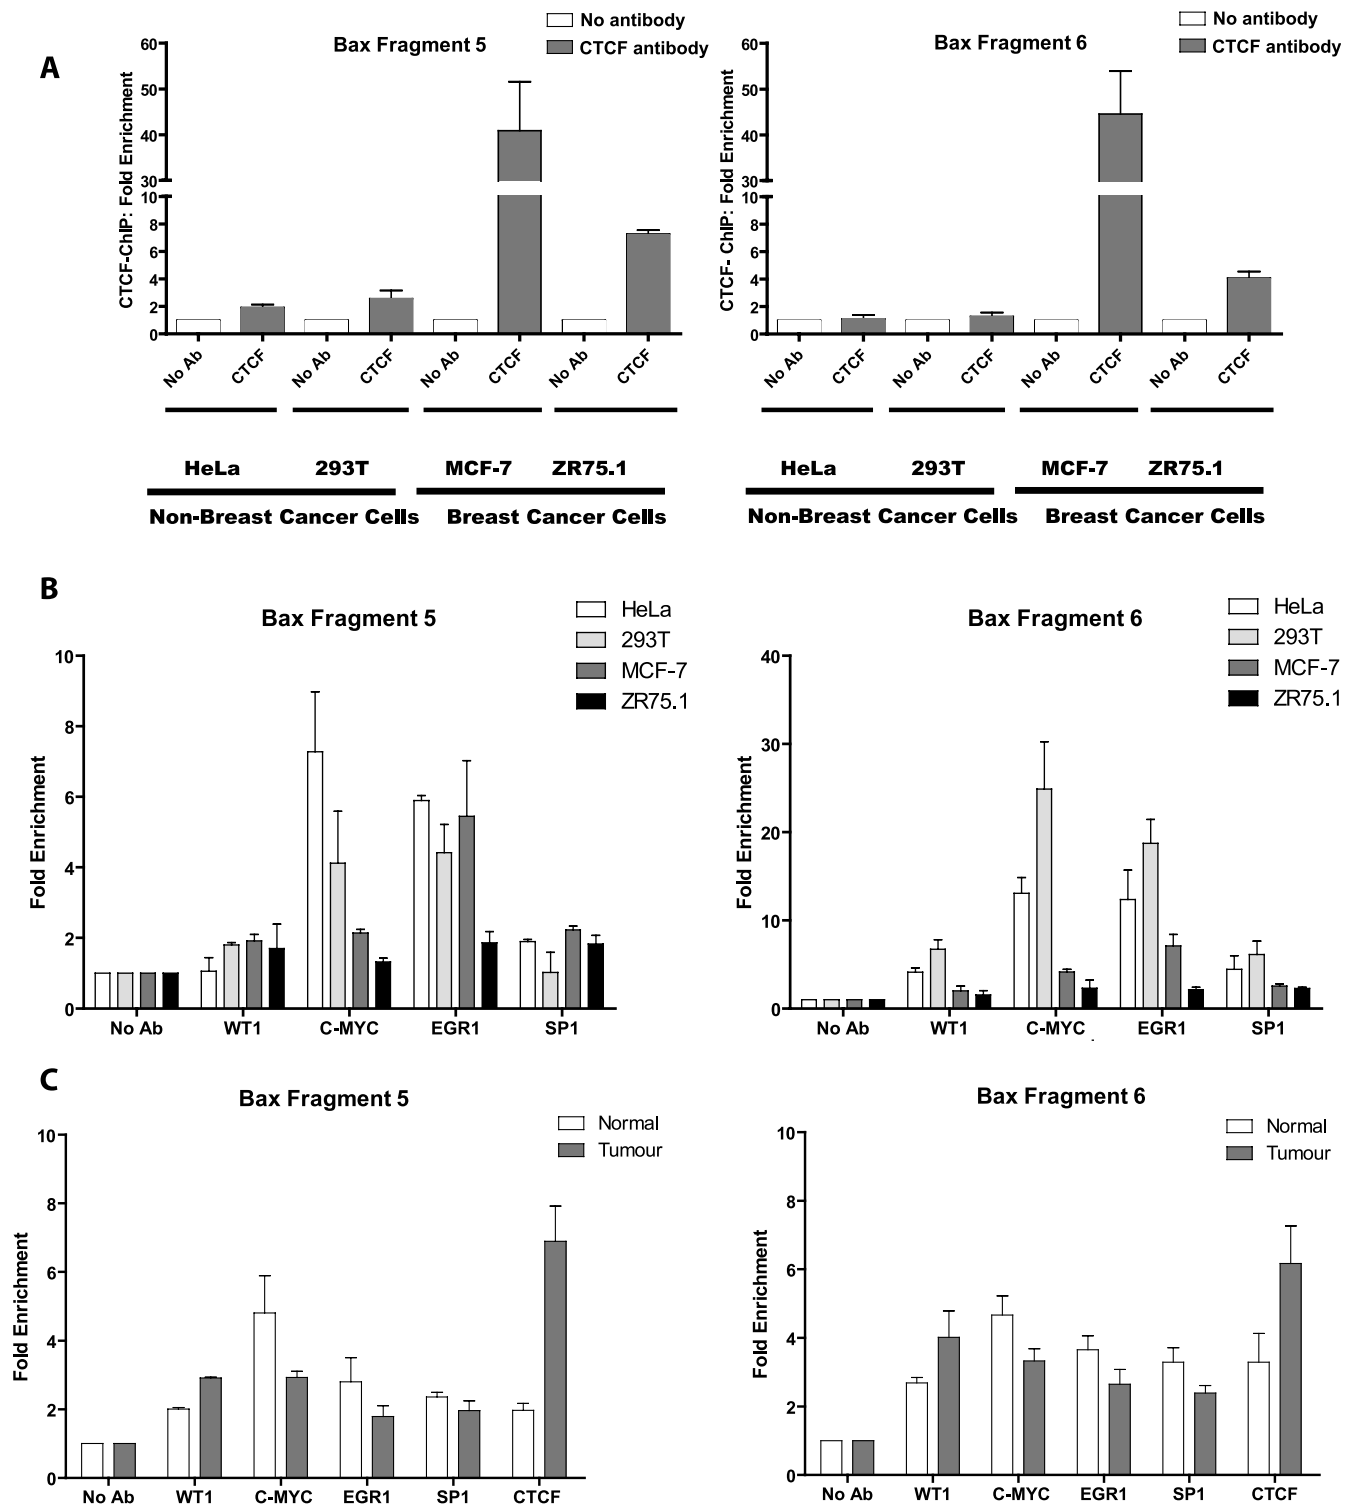 A
Bax Fragment 5
No antibody
CTCF antibody
CTCF-ChIP: Fold Enrichment
60
50
40
30
10
8
6
4
2
0
No Ab CTCF No Ab CTCF No Ab CTCF No Ab CTCF
HeLa 293T MCF-7 ZR75.1
Non-Breast Cancer Cells Breast Cancer Cells
Bax Fragment 6
No antibody
CTCF antibody
CTCF- ChIP: Fold Enrichment
60
50
40
30
10
8
6
4
2
0
No Ab CTCF No Ab CTCF No Ab CTCF No Ab CTCF
HeLa 293T MCF-7 ZR75.1
Non-Breast Cancer Cells Breast Cancer Cells
B
Bax Fragment 5
HeLa
293T
MCF-7
ZR75.1
Fold Enrichment
10
8
6
4
2
0
No Ab WT1 C-MYC EGR1 SP1
Bax Fragment 6
HeLa
293T
MCF-7
ZR75.1
Fold Enrichment
40
30
20
10
0
No Ab WT1 C-MYC EGR1 SP1
C
Bax Fragment 5
Normal
Tumour
Fold Enrichment
10
8
6
4
2
0
No Ab WT1 C-MYC EGR1 SP1 CTCF
Bax Fragment 6
Normal
Tumour
Fold Enrichment
10
8
6
4
2
0
No Ab WT1 C-MYC EGR1 SP1 CTCF